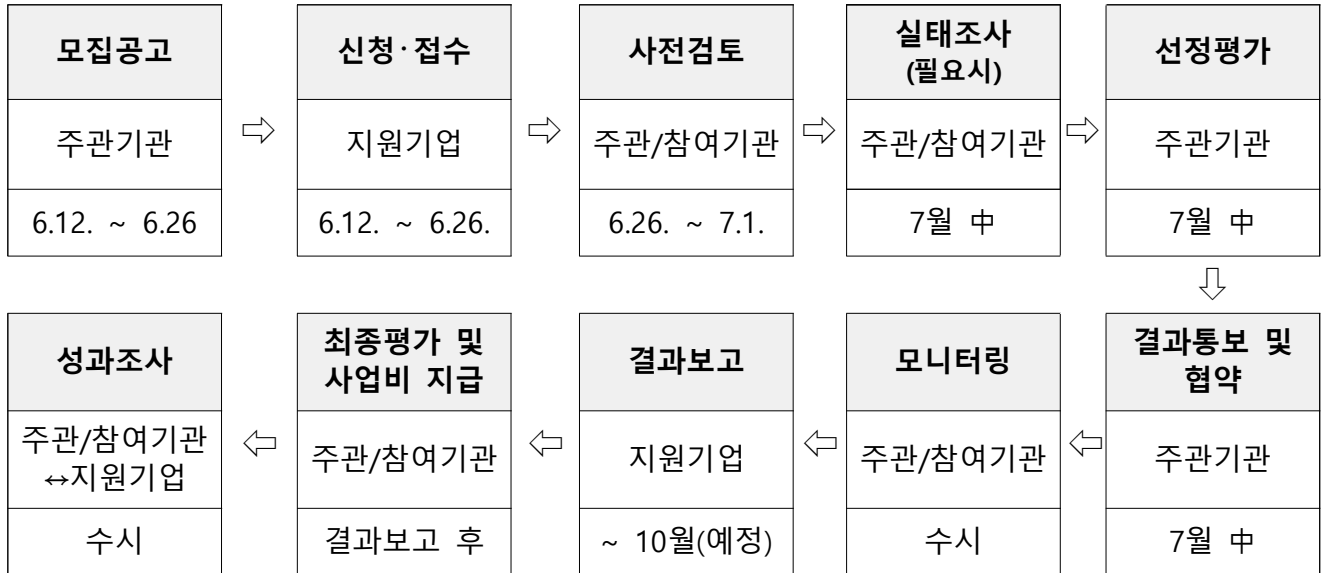 모집공고
주관기관
6.12. ~ 6.26
⇨
신청·접수
지원기업
6.12. ~ 6.26.
⇨
사전검토
주관/참여기관
6.26. ~ 7.1.
⇨
실태조사
(필요시)
주관/참여기관
7월 中
⇨
선정평가
주관기관
7월 中
⇩
결과통보 및
협약
주관기관
7월 中
⇦
모니터링
주관/참여기관
수시
⇦
결과보고
지원기업
~ 10월(예정)
⇦
최종평가 및
사업비 지급
주관/참여기관
결과보고 후
⇦
성과조사
주관/참여기관
↔지원기업
수시